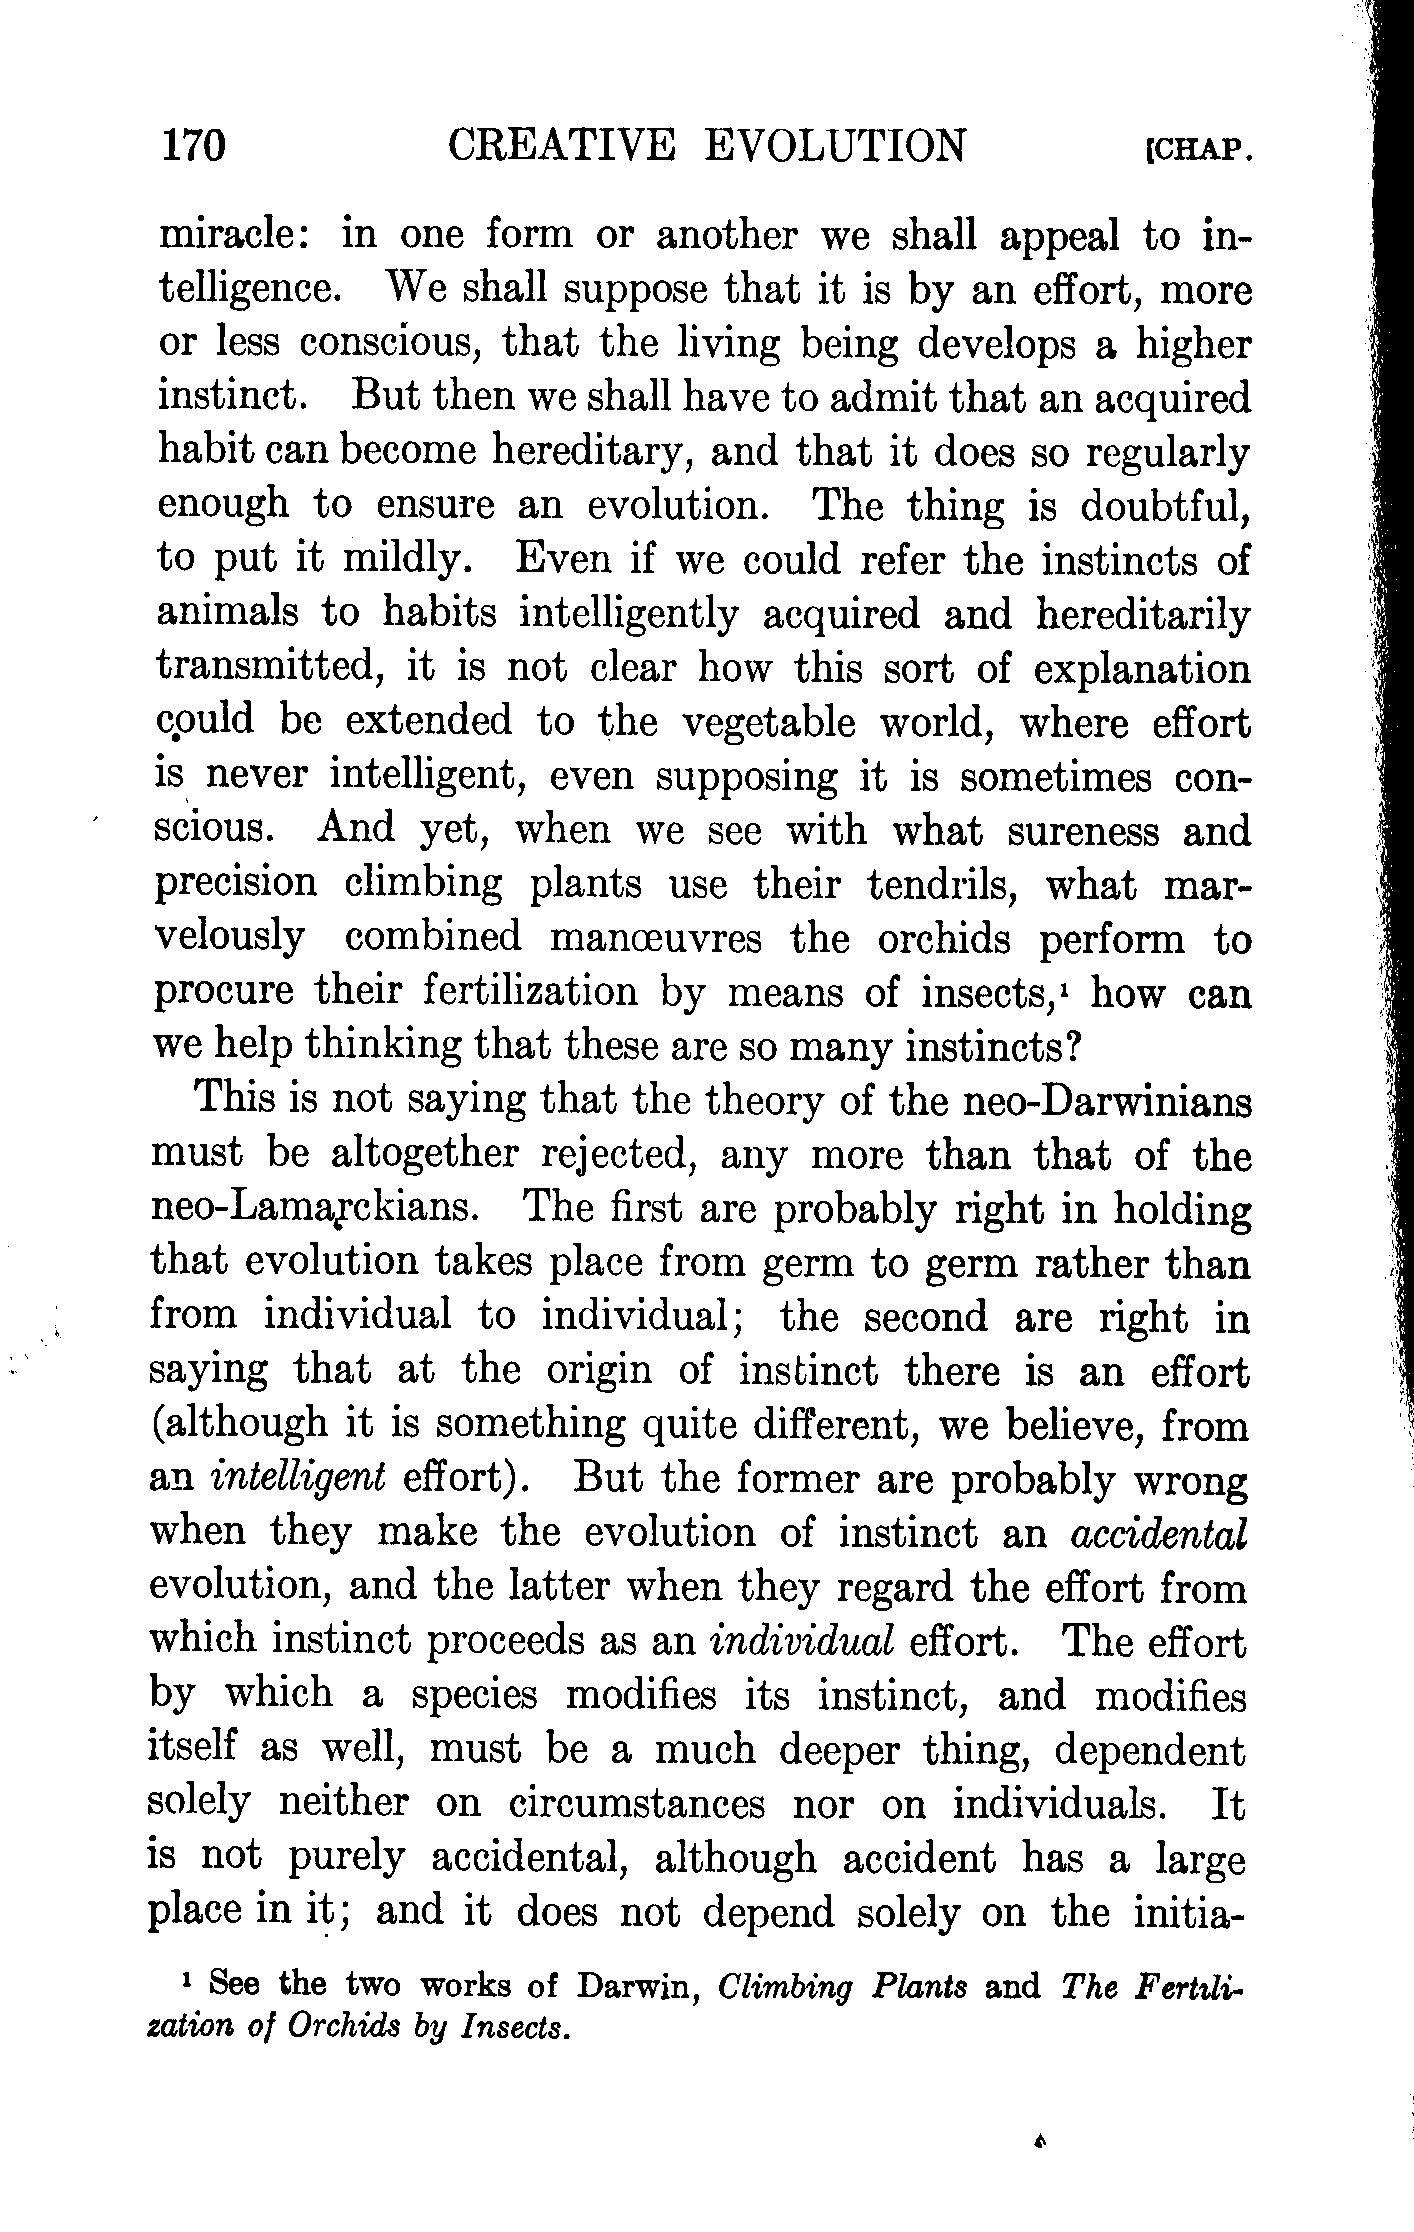 170 CREATIVE EVOLUTION [CHAP.
miracle: in one form or another we shall appeal to in-
telligence. We shall suppose that it is by an effort, more
or less conscious, that the living being develops a higher
instinct. But then we shall have to admit that an acquired
habit can become hereditary, and that it does so regularly
enough to ensure an evolution. The thing is doubtful,
to put it mildly. Even if we could refer the instincts of
animals to habits intelligently acquired and hereditarily
transmitted, it is not clear how this sort of explanation
could be extended to the vegetable world, where effort
is never intelligent, even supposing it is sometimes con-
scious. And yet, when we see with what sureness and
precision climbing plants use their tendrils, what mar-
velously combined manœuvres the orchids perform to
procure their fertilization by means of insects,¹ how can
we help thinking that these are so many instincts?
This is not saying that the theory of the neo-Darwinians
must be altogether rejected, any more than that of the
neo-Lamarckians. The first are probably right in holding
that evolution takes place from germ to germ rather than
from individual to individual; the second are right in
saying that at the origin of instinct there is an effort
(although it is something quite different, we believe, from
an intelligent effort). But the former are probably wrong
when they make the evolution of instinct an accidental
evolution, and the latter when they regard the effort from
which instinct proceeds as an individual effort. The effort
by which a species modifies its instinct, and modifies
itself as well, must be a much deeper thing, dependent
solely neither on circumstances nor on individuals. It
is not purely accidental, although accident has a large
place in it; and it does not depend solely on the initia-
¹ See the two works of Darwin, Climbing Plants and The Fertili-
zation of Orchids by Insects.